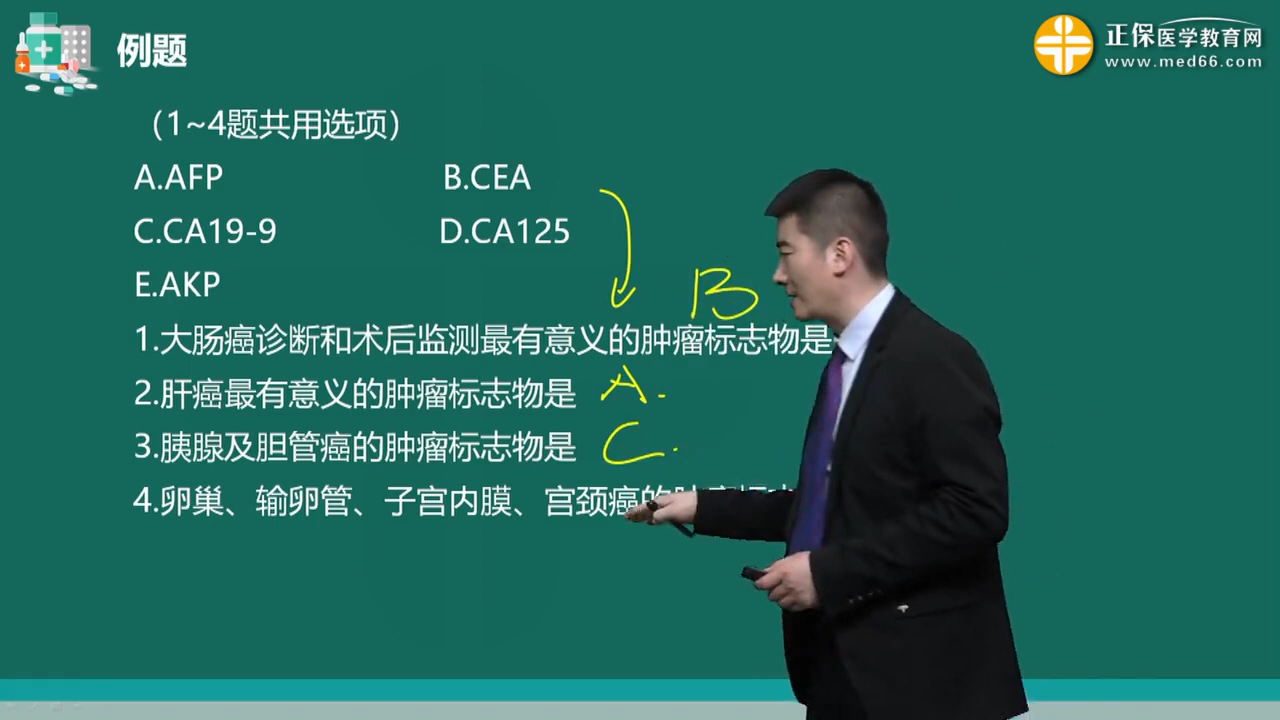 例题
正保医学教育网
www.med66.com
（1~4题共用选项）
A.AFP B.CEA
C.CA19-9 D.CA125
E.AKP
B
1.大肠癌诊断和术后监测最有意义的肿瘤标志物是
2.肝癌最有意义的肿瘤标志物是 A.
3.胰腺及胆管癌的肿瘤标志物是 C.
4.卵巢、输卵管、子宫内膜、宫颈癌的